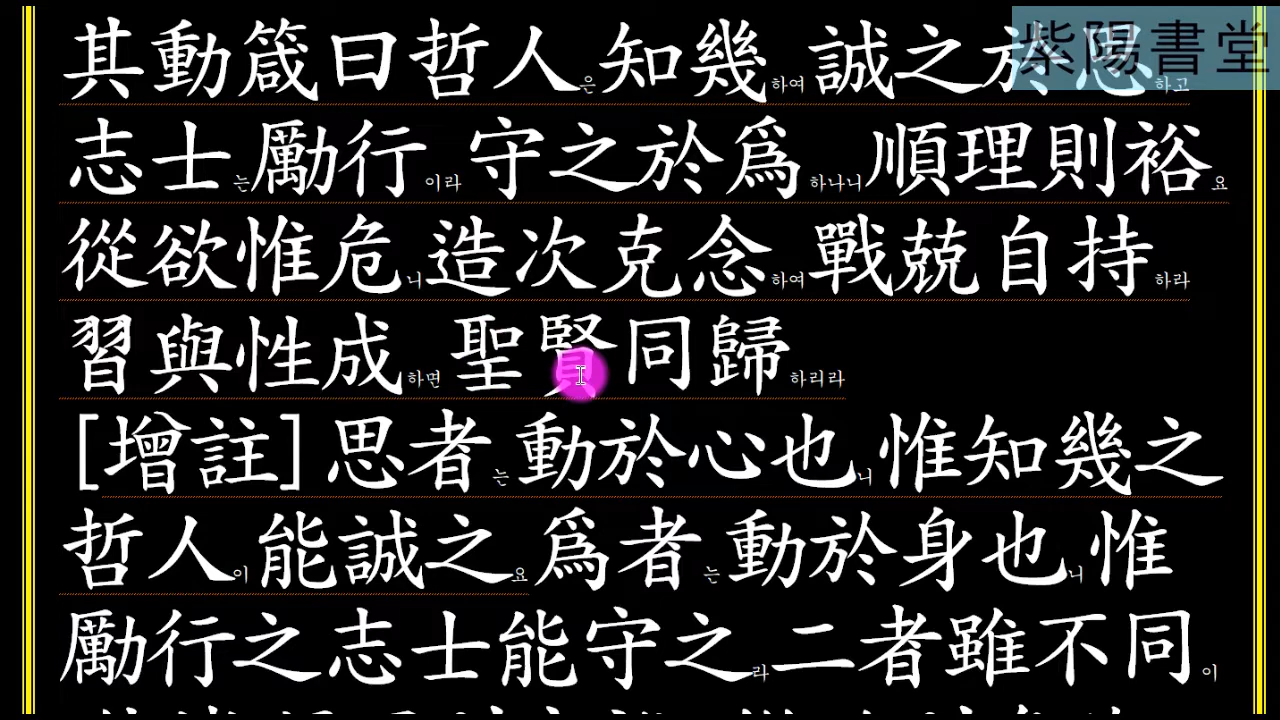 紫陽書堂
其動箴曰哲人은知幾하여 誠之於思하고
志士는勵行이라 守之於爲하나니順理則裕요
從欲惟危니造次克念하여戰兢自持하라
習與性成하면 聖賢同歸하리라
[增註]思者는動於心也니惟知幾之
哲人이能誠之요爲者는動於身也니惟
勵行之志士能守之라二者雖不同이